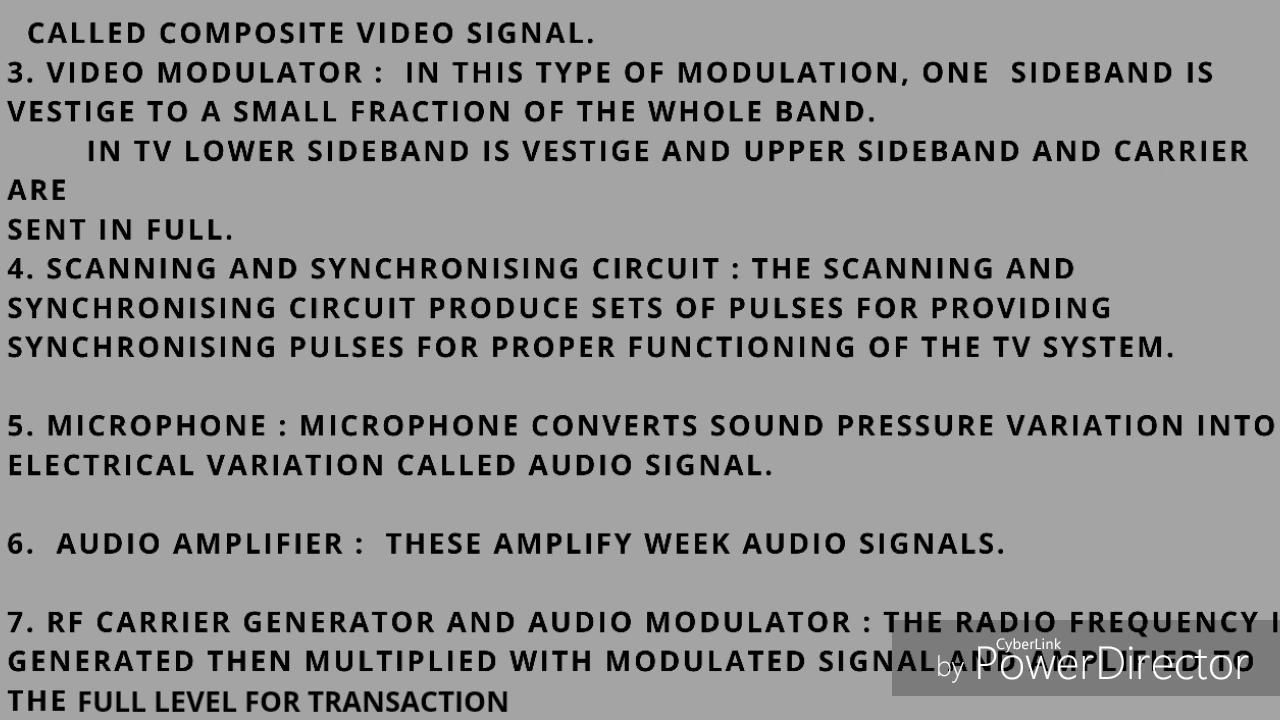 CALLED COMPOSITE VIDEO SIGNAL.
3. VIDEO MODULATOR : IN THIS TYPE OF MODULATION, ONE SIDEBAND IS
VESTIGE TO A SMALL FRACTION OF THE WHOLE BAND.
IN TV LOWER SIDEBAND IS VESTIGE AND UPPER SIDEBAND AND CARRIER
ARE
SENT IN FULL.
4. SCANNING AND SYNCHRONISING CIRCUIT : THE SCANNING AND
SYNCHRONISING CIRCUIT PRODUCE SETS OF PULSES FOR PROVIDING
SYNCHRONISING PULSES FOR PROPER FUNCTIONING OF THE TV SYSTEM.
5. MICROPHONE : MICROPHONE CONVERTS SOUND PRESSURE VARIATION INTO
ELECTRICAL VARIATION CALLED AUDIO SIGNAL.
6. AUDIO AMPLIFIER : THESE AMPLIFY WEEK AUDIO SIGNALS.
7. RF CARRIER GENERATOR AND AUDIO MODULATOR : THE RADIO FREQUENCY
GENERATED THEN MULTIPLIED WITH MODULATED SIGNAL AND AMPLIFIED TO
THE FULL LEVEL FOR TRANSACTION
CyberLink
by PowerDirector